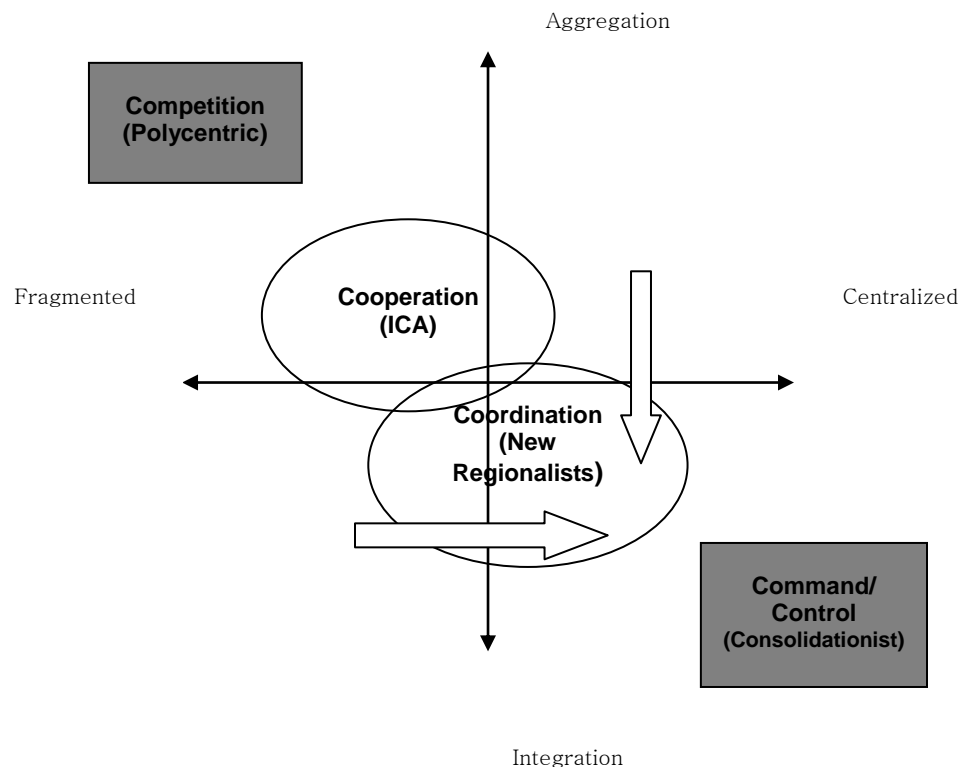 Aggregation
Competition
(Polycentric)
Fragmented
Cooperation
(ICA)
Centralized
Coordination
(New
Regionalists)
Command/
Control
(Consolidationist)
Integration